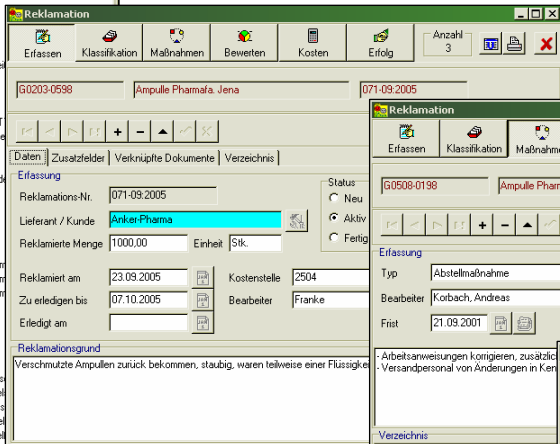 Reklamation
Erfassen
Klassifikation
Maßnahmen
Bewerten
Kosten
Erfolg
Anzahl
3
G0203-0598
Ampulle Pharmafa. Jena
071-09:2005
Daten
Zusatzfelder
Verknüpfte Dokumente
Verzeichnis
Erfassung
Reklamations-Nr.
071-09:2005
Lieferant / Kunde
Anker-Pharma
Reklamierte Menge
1000,00
Einheit
Stk.
Status
Neu
Aktiv
Fertig
Reklamiert am
23.09.2005
Kostenstelle
2504
Zu erledigen bis
07.10.2005
Bearbeiter
Franke
Erledigt am
Reklamationsgrund
Verschmutzte Ampullen zurück bekommen, staubig, waren teilweise einer Flüssigkei
Reklamation
Erfassen
Klassifikation
Maßnahme
G0508-0198
Ampulle Phar
Erfassung
Typ
Abstellmaßnahme
Bearbeiter
Korbach, Andreas
Frist
21.09.2001
- Arbeitsanweisungen korrigieren, zusätzlic
- Versandpersonal von Änderungen in Ken
Verzeichnis